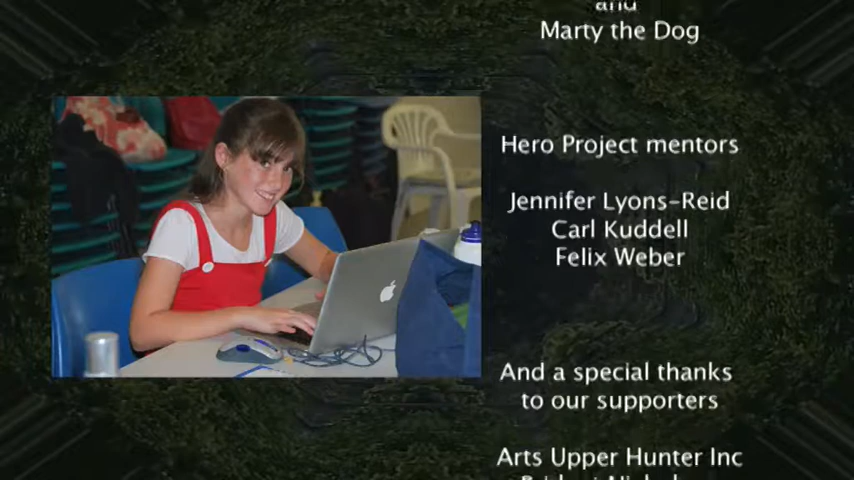 and
Marty the Dog
Hero Project mentors
Jennifer Lyons-Reid
Carl Kuddell
Felix Weber
And a special thanks
to our supporters
Arts Upper Hunter Inc